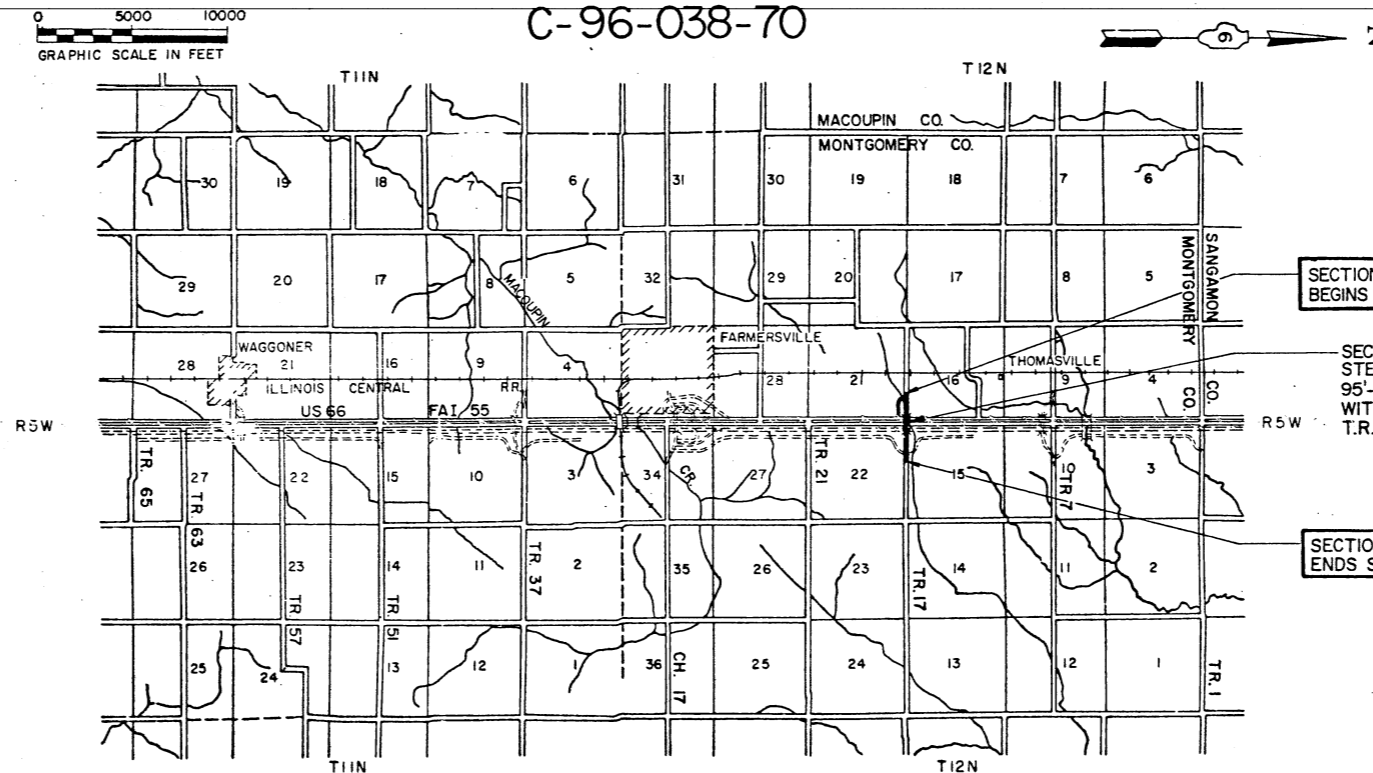 C-96-038-70
0 5000 10000
GRAPHIC SCALE IN FEET
6
T11N
T12N
MACOUPIN CO.
MONTGOMERY CO.
30 19 18 7 6 31 30 19 18 7 6
SANGAMON CO.
MONTGOMERY CO.
29 20 17 8 5 32 29 20 17 8 5
MACOUPIN CR.
SECTION
BEGINS
WAGGONER
FARMERSVILLE
THOMASVILLE
28 21 16 9 4 28 21 16 9 4
ILLINOIS CENTRAL RR.
US 66 FAI 55
R5W
R5W
SEC
STE
95'-
WIT
T.R.
27 22 15 10 3 34 27 22 15 10 3
TR. 65
TR. 63
TR. 21
TR 7
SECTIO
ENDS S
26 23 14 11 2 35 26 23 14 11 2
TR 57
TR 51
TR 37
TR.17
25 24 13 12 1 36 25 24 13 12 1
CH. 17
TR. 1
T11N
T12N